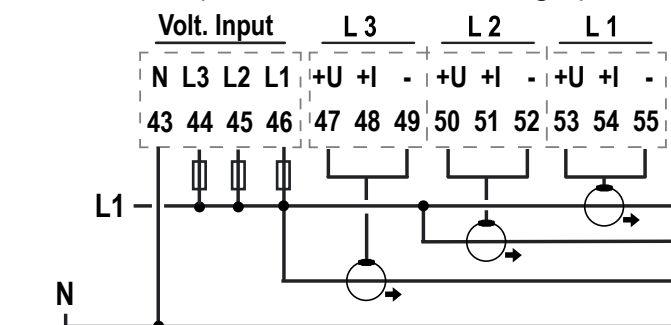 Volt. Input L 3 L 2 L 1
N L3 L2 L1 +U +I - +U +I - +U +I -
43 44 45 46 47 48 49 50 51 52 53 54 55
L1
N